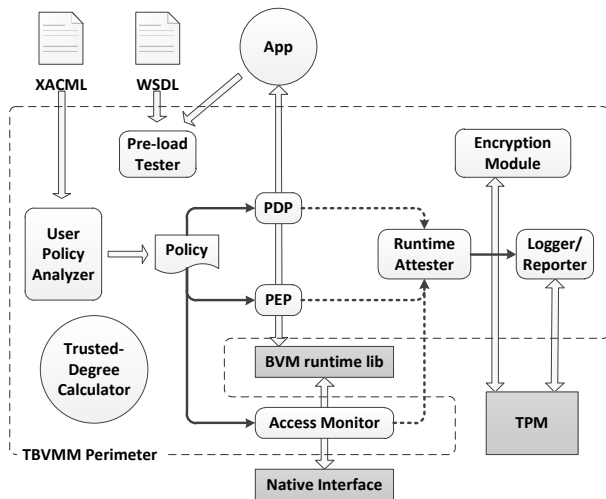 App
XACML
WSDL
Pre-load
Tester
Encryption
Module
User
Policy
Analyzer
Policy
PDP
PEP
Runtime
Attester
Logger/
Reporter
Trusted-
Degree
Calculator
BVM runtime lib
Access Monitor
TPM
TBVMM Perimeter
Native Interface